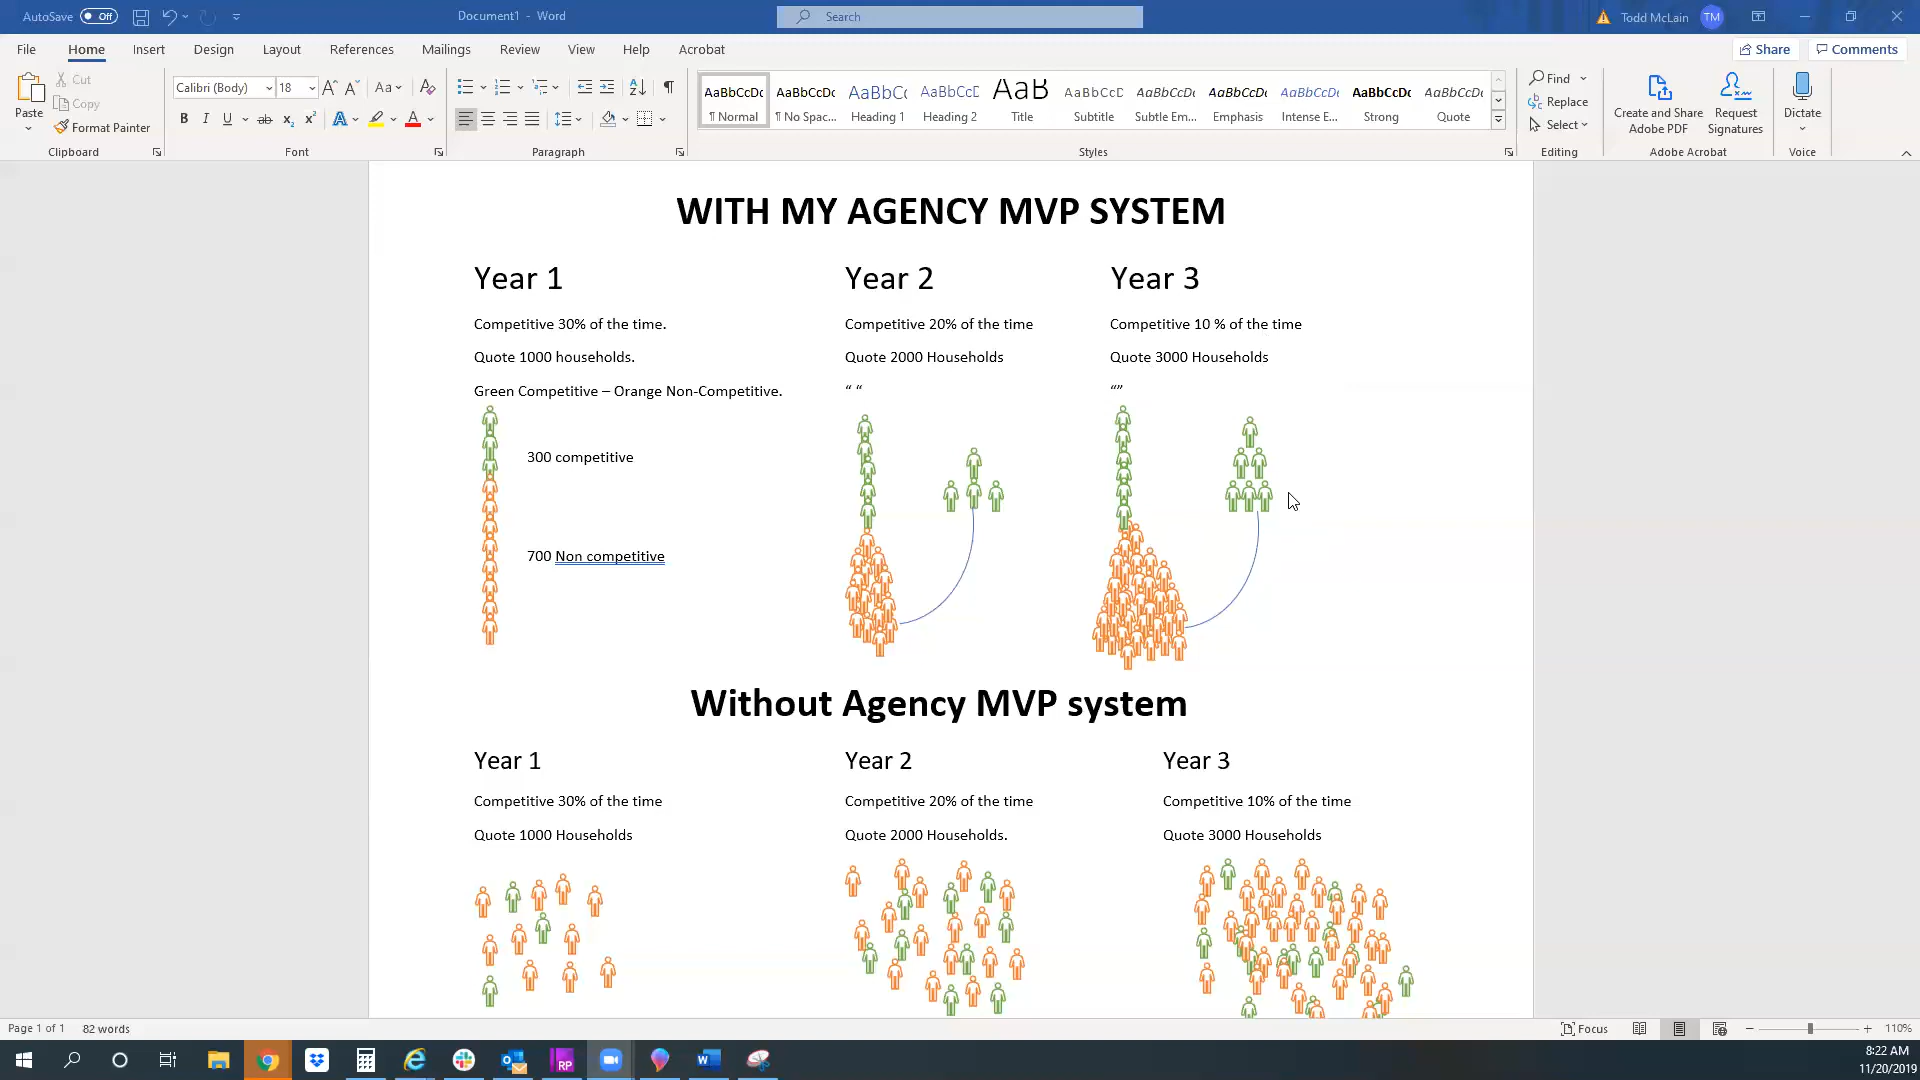 AutoSave Off Document1 - Word Search Todd McLain TM
File Home Insert Design Layout References Mailings Review View Help Acrobat Share Comments
Paste Cut Copy Format Painter
Calibri (Body) 18 Aa
AaBbCcDc AaBbCcDc AaBbCc AaBbCcD AaB AaBbCcD AaBbCcDc AaBbCcDc AaBbCcDc AaBbCcDc AaBbCcDc
¶ Normal ¶ No Spac... Heading 1 Heading 2 Title Subtitle Subtle Em... Emphasis Intense E... Strong Quote
Find Replace Select
Create and Share Adobe PDF
Request Signatures
Dictate
Clipboard Font Paragraph Styles Editing Adobe Acrobat Voice
WITH MY AGENCY MVP SYSTEM
Year 1 Year 2 Year 3
Competitive 30% of the time. Competitive 20% of the time Competitive 10 % of the time
Quote 1000 households. Quote 2000 Households Quote 3000 Households
Green Competitive – Orange Non-Competitive. “ “ “”
300 competitive
700 Non competitive
Without Agency MVP system
Year 1 Year 2 Year 3
Competitive 30% of the time Competitive 20% of the time Competitive 10% of the time
Quote 1000 Households Quote 2000 Households. Quote 3000 Households
Page 1 of 1 82 words Focus 110%
8:22 AM
11/20/2019